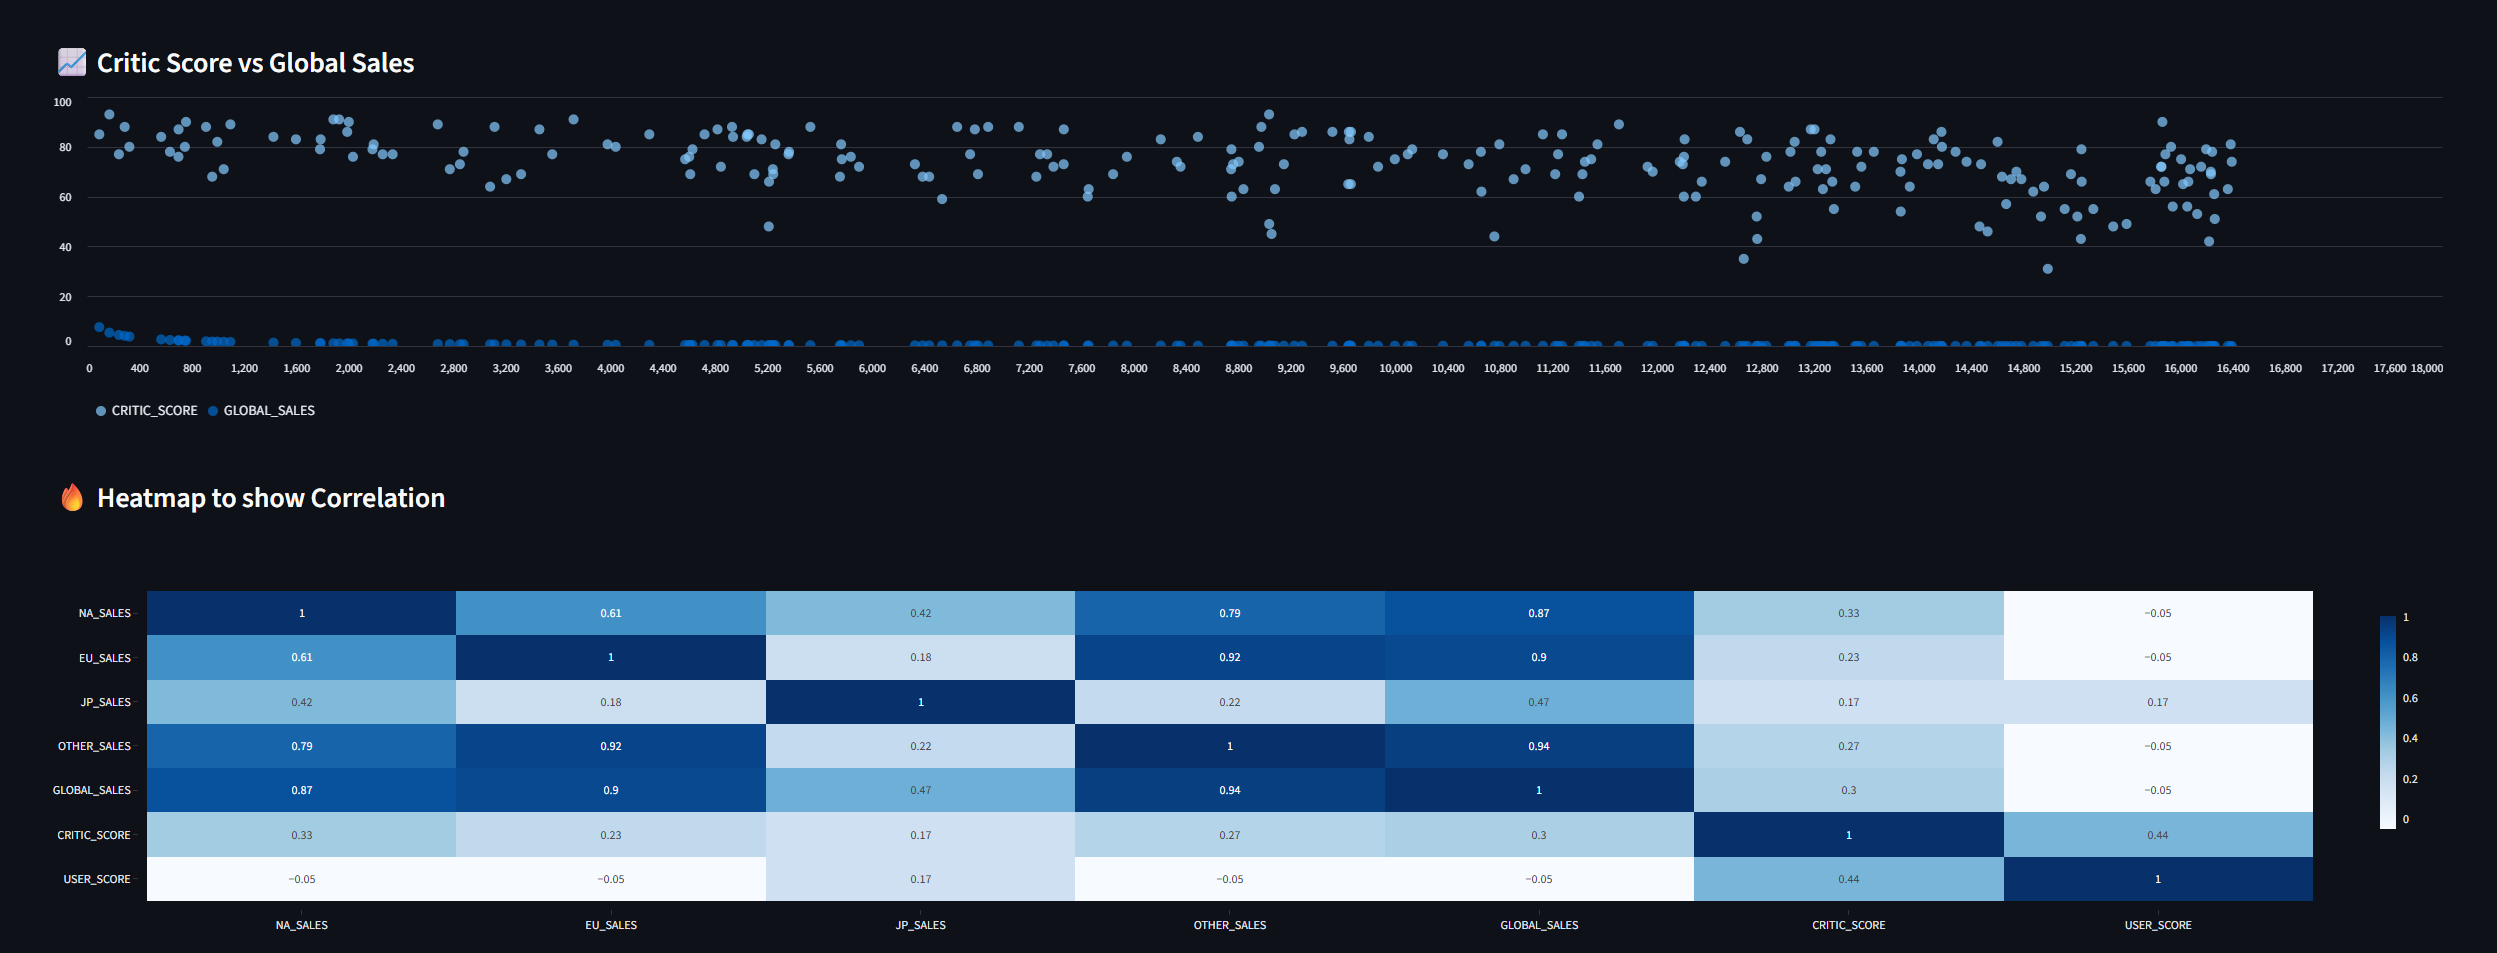 📈 Critic Score vs Global Sales
100
80
60
40
20
0
0 400 800 1,200 1,600 2,000 2,400 2,800 3,200 3,600 4,000 4,400 4,800 5,200 5,600 6,000 6,400 6,800 7,200 7,600 8,000 8,400 8,800 9,200 9,600 10,000 10,400 10,800 11,200 11,600 12,000 12,400 12,800 13,200 13,600 14,000 14,400 14,800 15,200 15,600 16,000 16,400 16,800 17,200 17,600 18,000
CRITIC_SCORE GLOBAL_SALES
🔥 Heatmap to show Correlation
NA_SALES 1 0.61 0.42 0.79 0.87 0.33 −0.05
EU_SALES 0.61 1 0.18 0.92 0.9 0.23 −0.05
JP_SALES 0.42 0.18 1 0.22 0.47 0.17 0.17
OTHER_SALES 0.79 0.92 0.22 1 0.94 0.27 −0.05
GLOBAL_SALES 0.87 0.9 0.47 0.94 1 0.3 −0.05
CRITIC_SCORE 0.33 0.23 0.17 0.27 0.3 1 0.44
USER_SCORE −0.05 −0.05 0.17 −0.05 −0.05 0.44 1
NA_SALES EU_SALES JP_SALES OTHER_SALES GLOBAL_SALES CRITIC_SCORE USER_SCORE
1
0.8
0.6
0.4
0.2
0